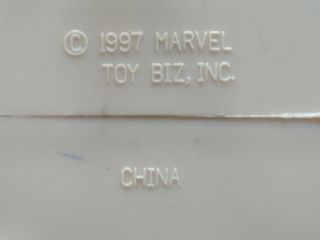 © 1997 MARVEL
TOY BIZ, INC.
CHINA